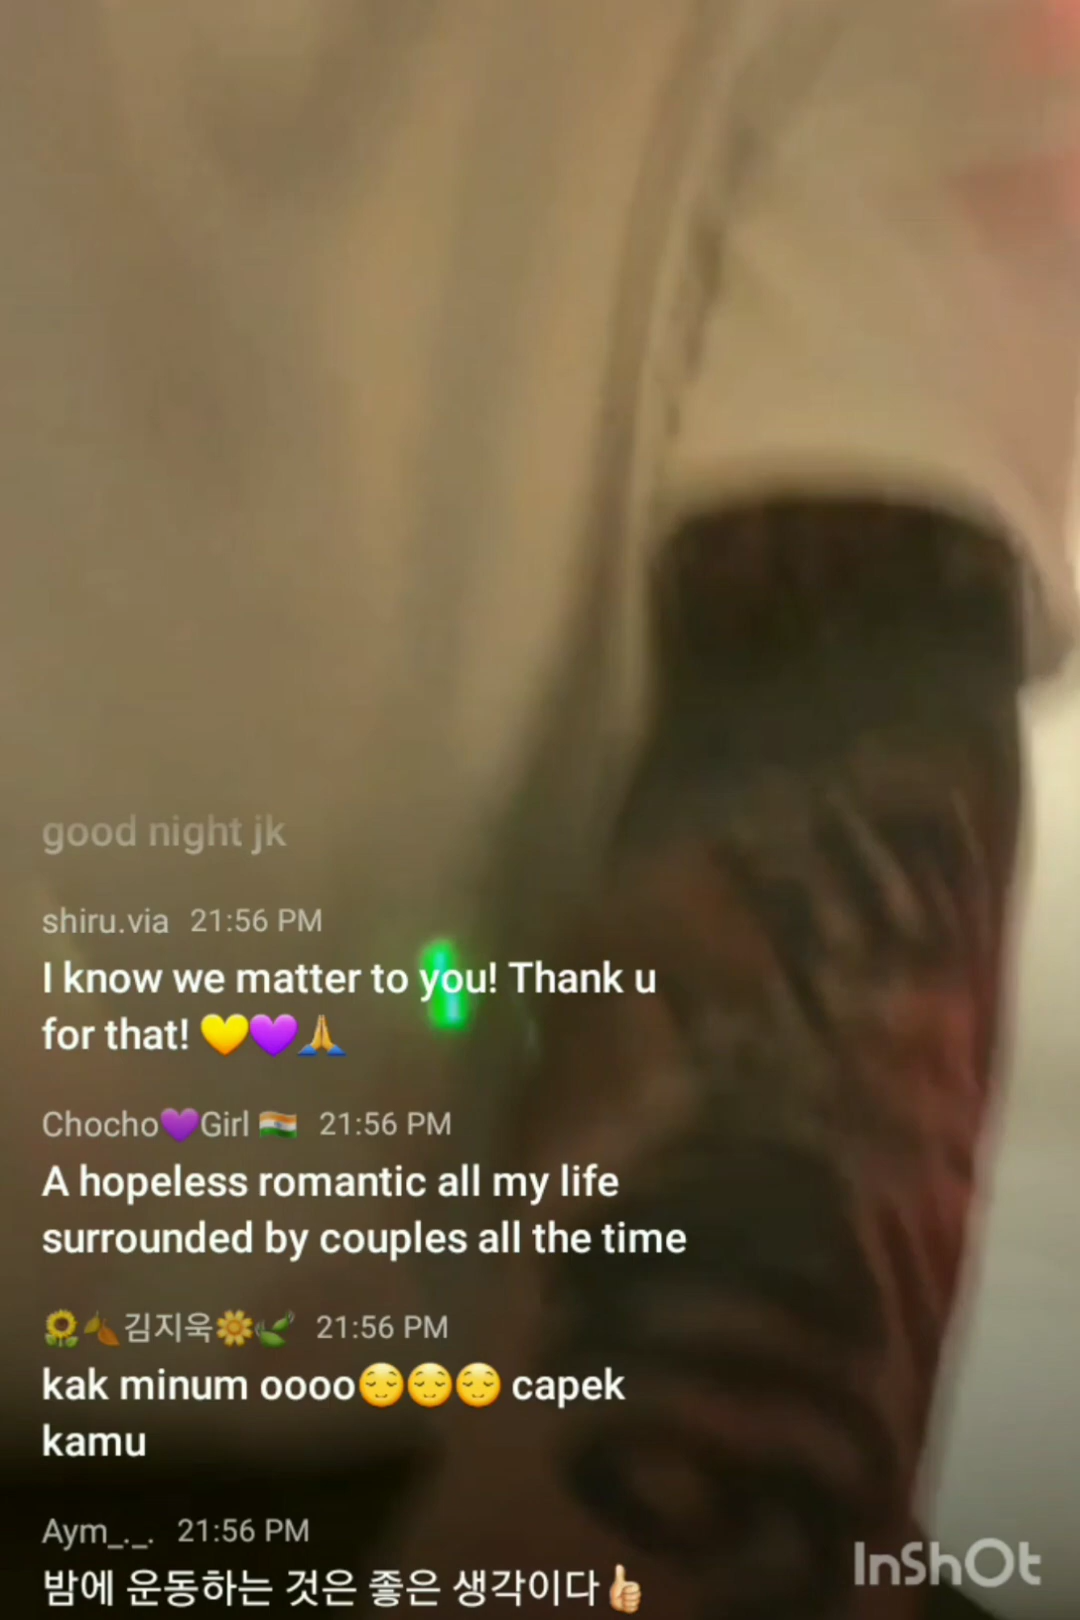 good night jk
shiru.via 21:56 PM
I know we matter to you! Thank u
for that! 💛💜🙏
Chocho💜Girl 🇮🇳 21:56 PM
A hopeless romantic all my life
surrounded by couples all the time
🌻🍂김지욱🌼🍃 21:56 PM
kak minum oooo😌😌😌 capek
kamu
Aym_._. 21:56 PM
밤에 운동하는 것은 좋은 생각이다👍🏻
InShOt